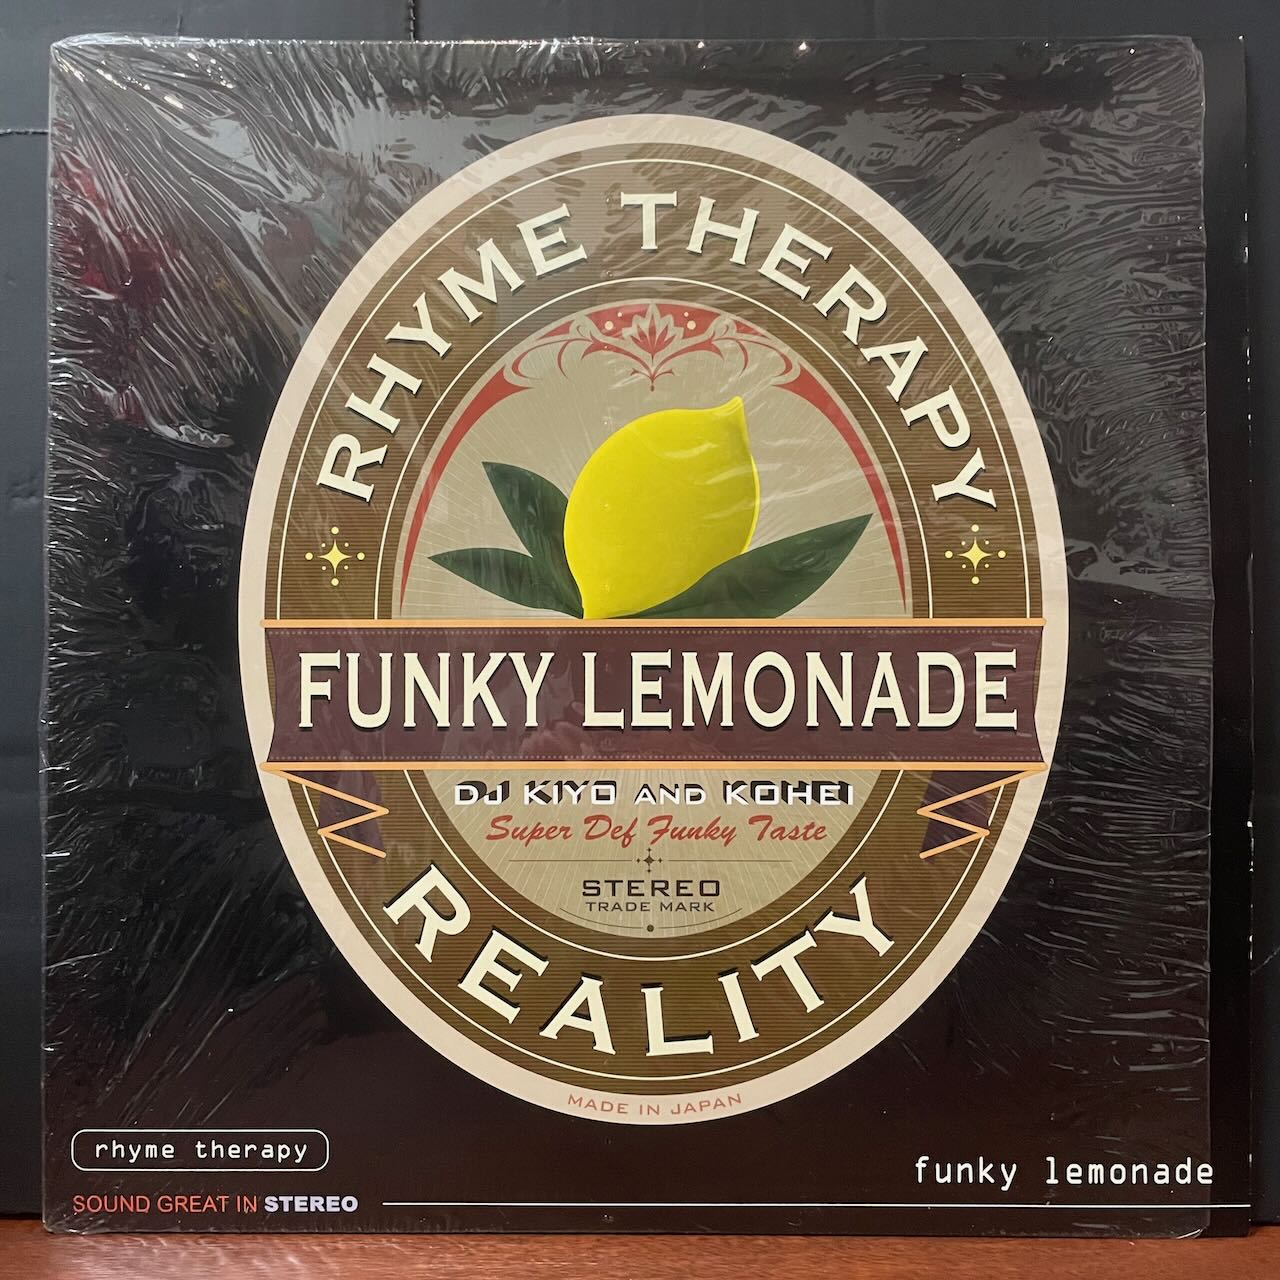 RHYME THERAPY
FUNKY LEMONADE
DJ KIYO AND KOHEI
Super Def Funky Taste
STEREO
TRADE MARK
REALITY
MADE IN JAPAN
rhyme therapy
funky lemonade
SOUND GREAT IN STEREO